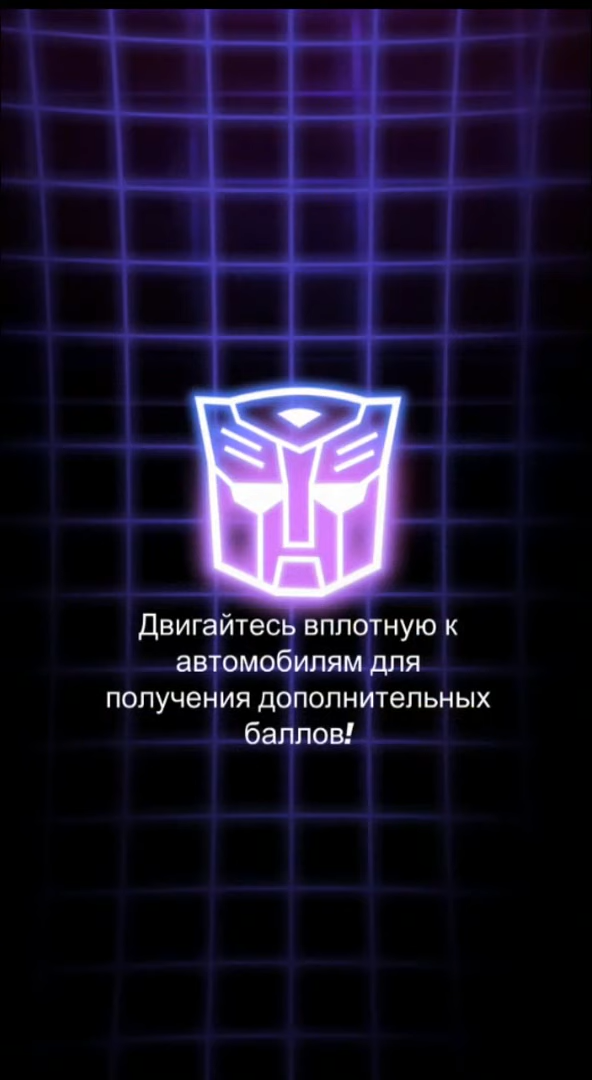 Двигайтесь вплотную к
автомобилям для
получения дополнительных
баллов!